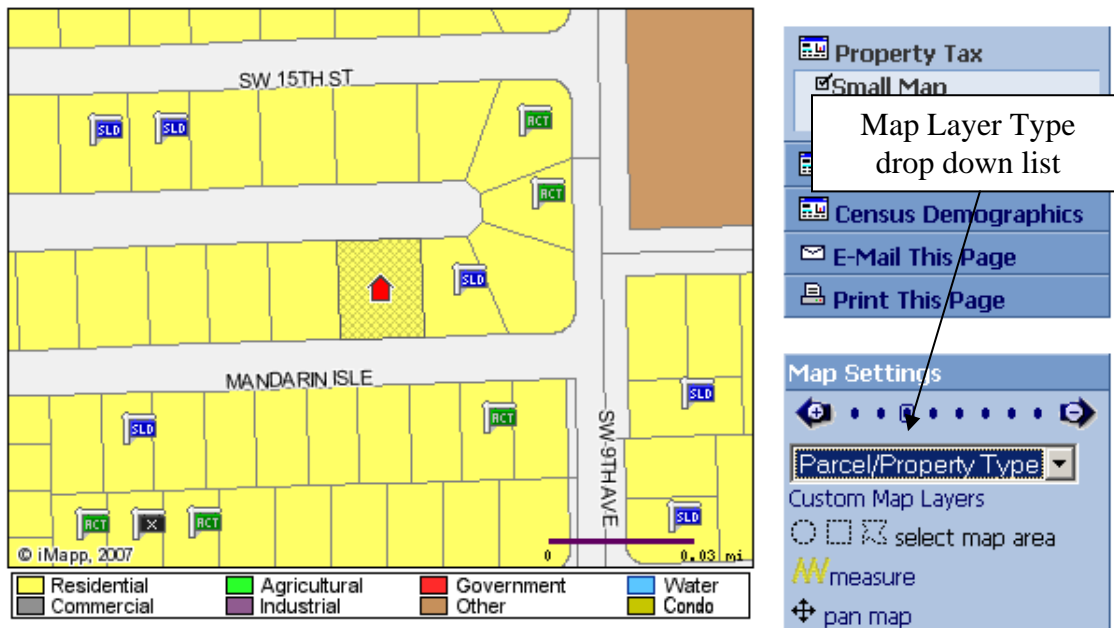 SW 15TH ST
SLD
SLD
ACT
ACT
SLD
MANDARIN ISLE
SLD
ACT
SLD
SW 9TH AVE
ACT
X
ACT
SLD
© iMapp, 2007
0
0.03 mi
Residential
Agricultural
Government
Water
Commercial
Industrial
Other
Condo
Property Tax
Small Map
Map Layer Type
drop down list
Census Demographics
E-Mail This Page
Print This Page
Map Settings
Parcel/Property Type
Custom Map Layers
select map area
measure
pan map